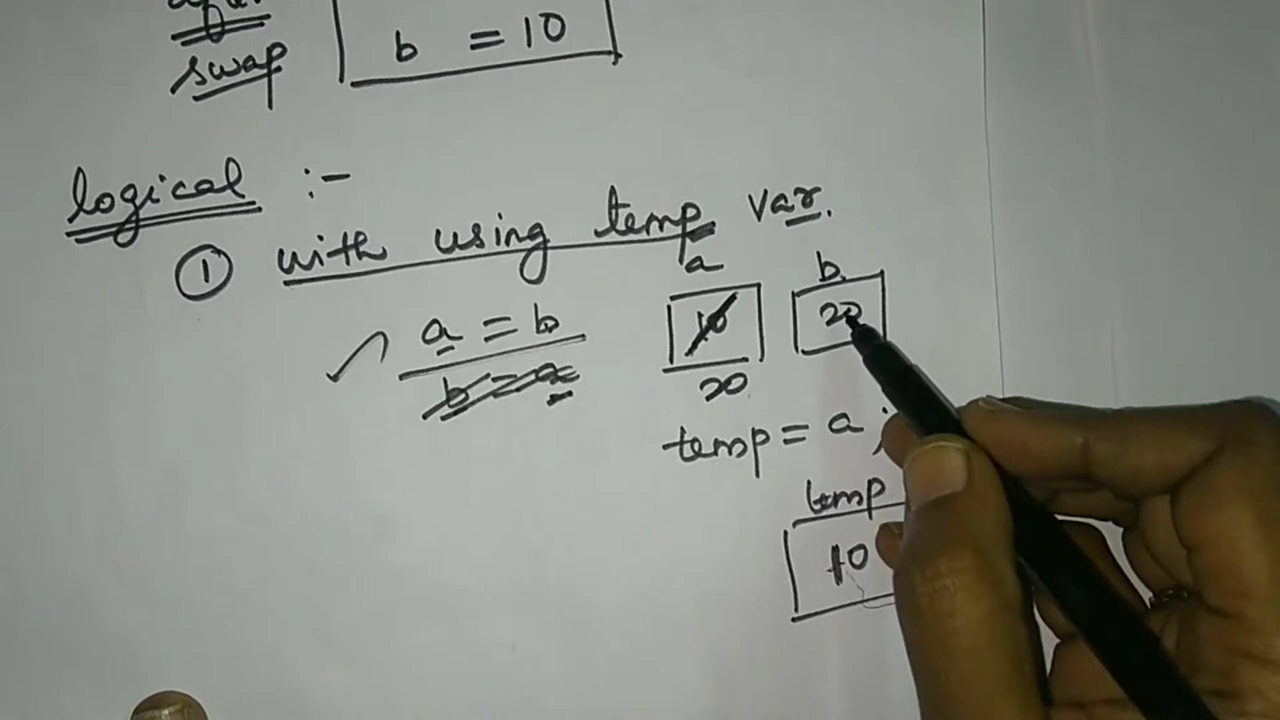 swap
b = 10
logical :-
① with using temp var.
a b.
a = b 10 20
b = a 20
temp = a ;
temp
10